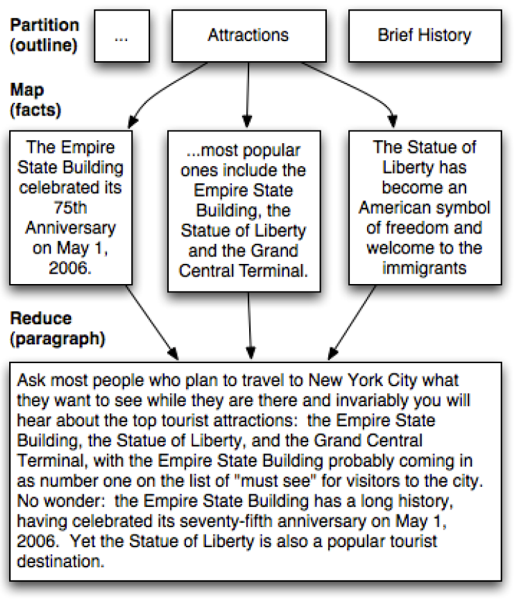 Partition
(outline)
...
Attractions
Brief History
Map
(facts)
The Empire
State Building
celebrated its
75th
Anniversary
on May 1,
2006.
...most popular
ones include the
Empire State
Building, the
Statue of Liberty
and the Grand
Central Terminal.
The Statue of
Liberty has
become an
American symbol
of freedom and
welcome to the
immigrants
Reduce
(paragraph)
Ask most people who plan to travel to New York City what
they want to see while they are there and invariably you will
hear about the top tourist attractions:  the Empire State
Building, the Statue of Liberty, and the Grand Central
Terminal, with the Empire State Building probably coming in
as number one on the list of "must see" for visitors to the city.
No wonder:  the Empire State Building has a long history,
having celebrated its seventy-fifth anniversary on May 1,
2006.  Yet the Statue of Liberty is also a popular tourist
destination.